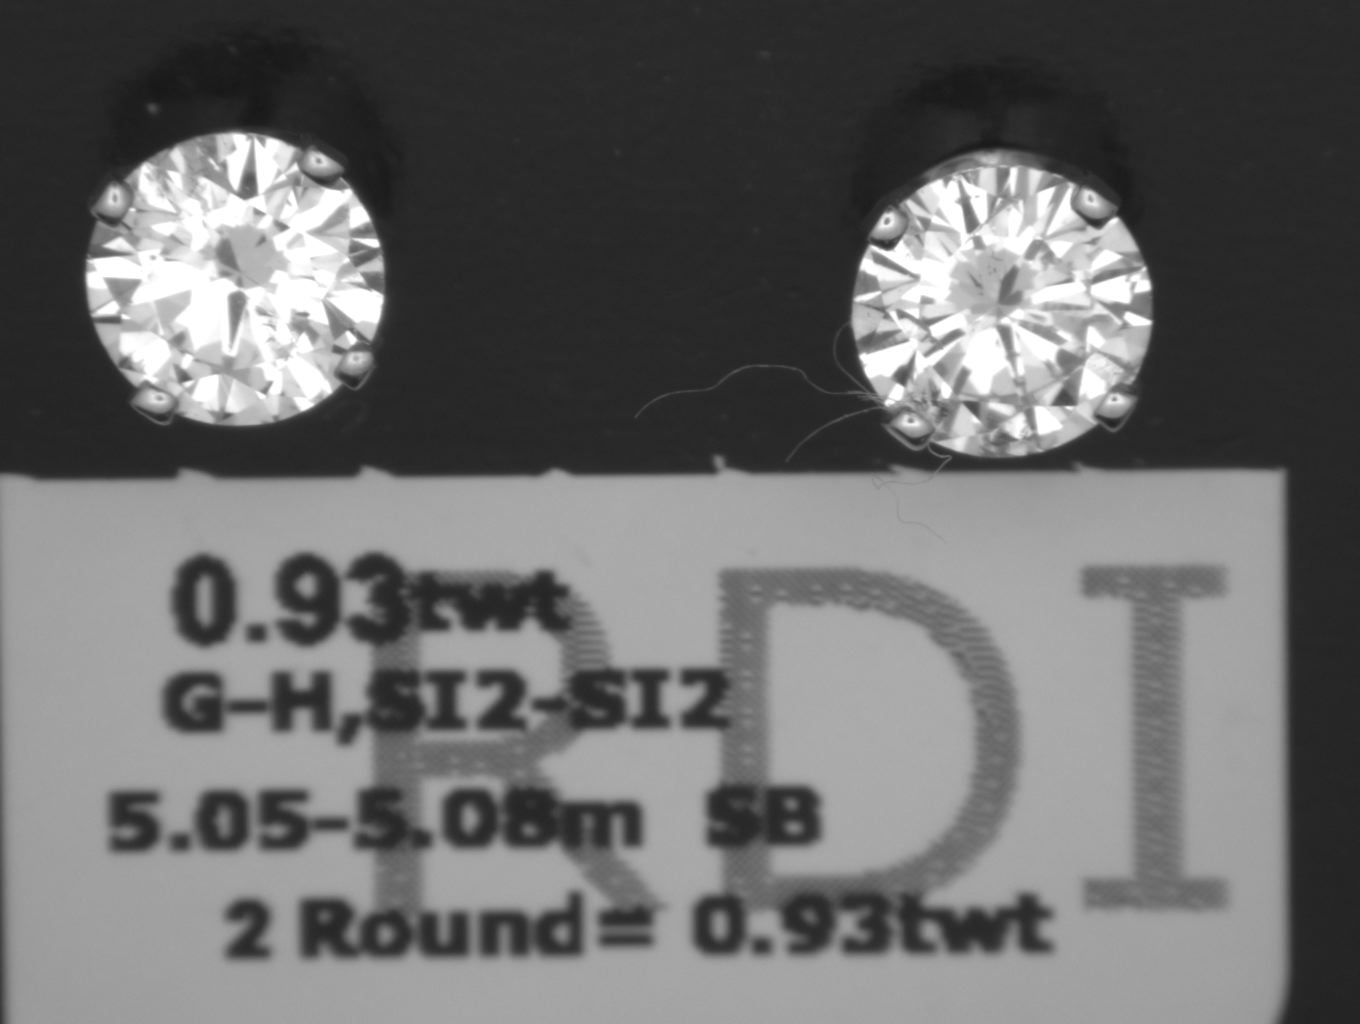 0.93twt
G-H,SI2-SI2
5.05-5.08m SB
2 Round= 0.93twt
RDI